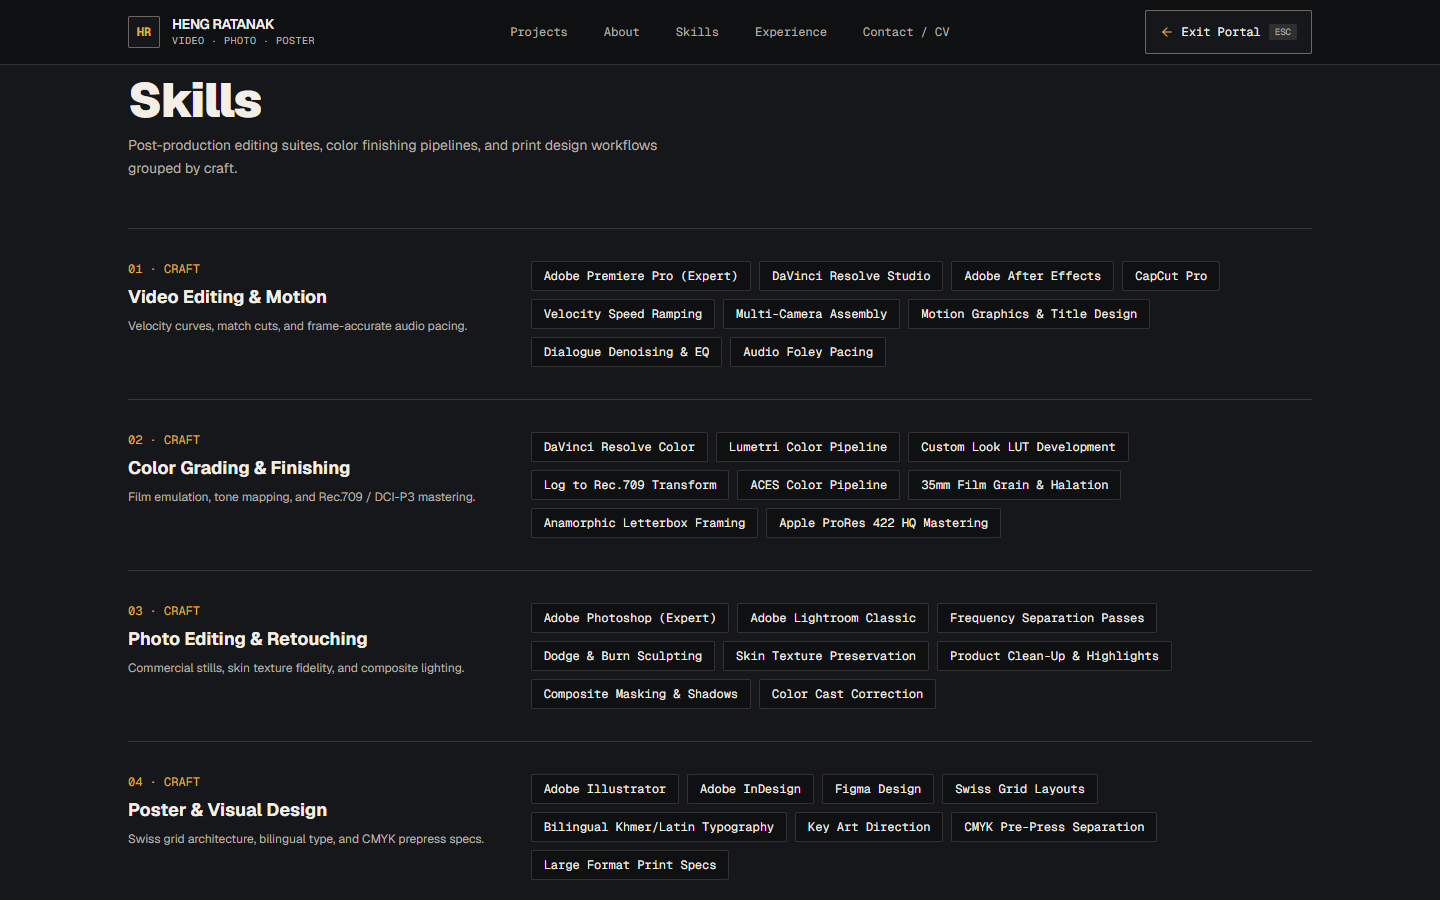 HR
HENG RATANAK
VIDEO · PHOTO · POSTER
Projects
About
Skills
Experience
Contact / CV
← Exit Portal ESC
Skills
Post-production editing suites, color finishing pipelines, and print design workflows
grouped by craft.
01 · CRAFT
Video Editing & Motion
Velocity curves, match cuts, and frame-accurate audio pacing.
Adobe Premiere Pro (Expert)
DaVinci Resolve Studio
Adobe After Effects
CapCut Pro
Velocity Speed Ramping
Multi-Camera Assembly
Motion Graphics & Title Design
Dialogue Denoising & EQ
Audio Foley Pacing
02 · CRAFT
Color Grading & Finishing
Film emulation, tone mapping, and Rec.709 / DCI-P3 mastering.
DaVinci Resolve Color
Lumetri Color Pipeline
Custom Look LUT Development
Log to Rec.709 Transform
ACES Color Pipeline
35mm Film Grain & Halation
Anamorphic Letterbox Framing
Apple ProRes 422 HQ Mastering
03 · CRAFT
Photo Editing & Retouching
Commercial stills, skin texture fidelity, and composite lighting.
Adobe Photoshop (Expert)
Adobe Lightroom Classic
Frequency Separation Passes
Dodge & Burn Sculpting
Skin Texture Preservation
Product Clean-Up & Highlights
Composite Masking & Shadows
Color Cast Correction
04 · CRAFT
Poster & Visual Design
Swiss grid architecture, bilingual type, and CMYK prepress specs.
Adobe Illustrator
Adobe InDesign
Figma Design
Swiss Grid Layouts
Bilingual Khmer/Latin Typography
Key Art Direction
CMYK Pre-Press Separation
Large Format Print Specs